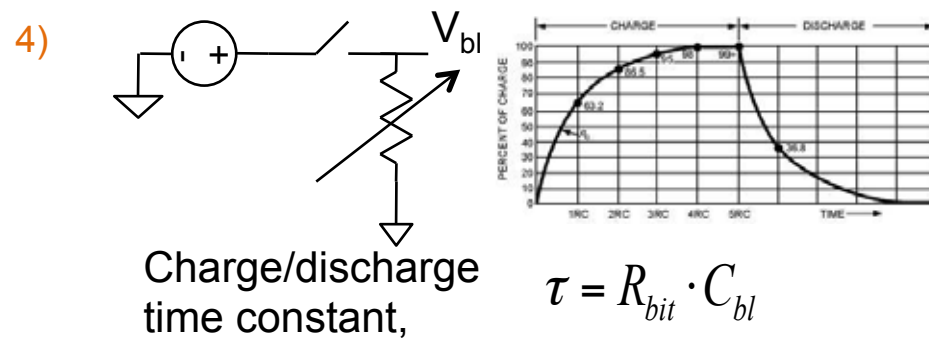 4)
- +
V_bl
CHARGE DISCHARGE
PERCENT OF CHARGE
100
90
80
70
60
50
40
30
20
10
0
63.2
86.5
95
98
99+
36.8
1RC 2RC 3RC 4RC 5RC TIME
Charge/discharge
time constant,
τ = R_bit · C_bl